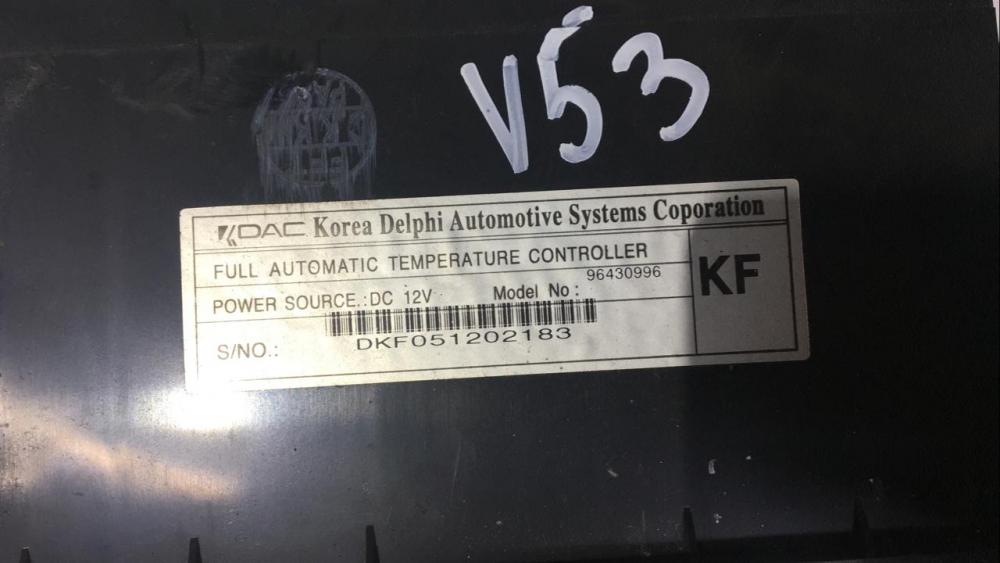 V53
KDAC Korea Delphi Automotive Systems Coporation
FULL AUTOMATIC TEMPERATURE CONTROLLER
POWER SOURCE.:DC 12V Model No : 96430996
KF
S/NO.: DKF051202183